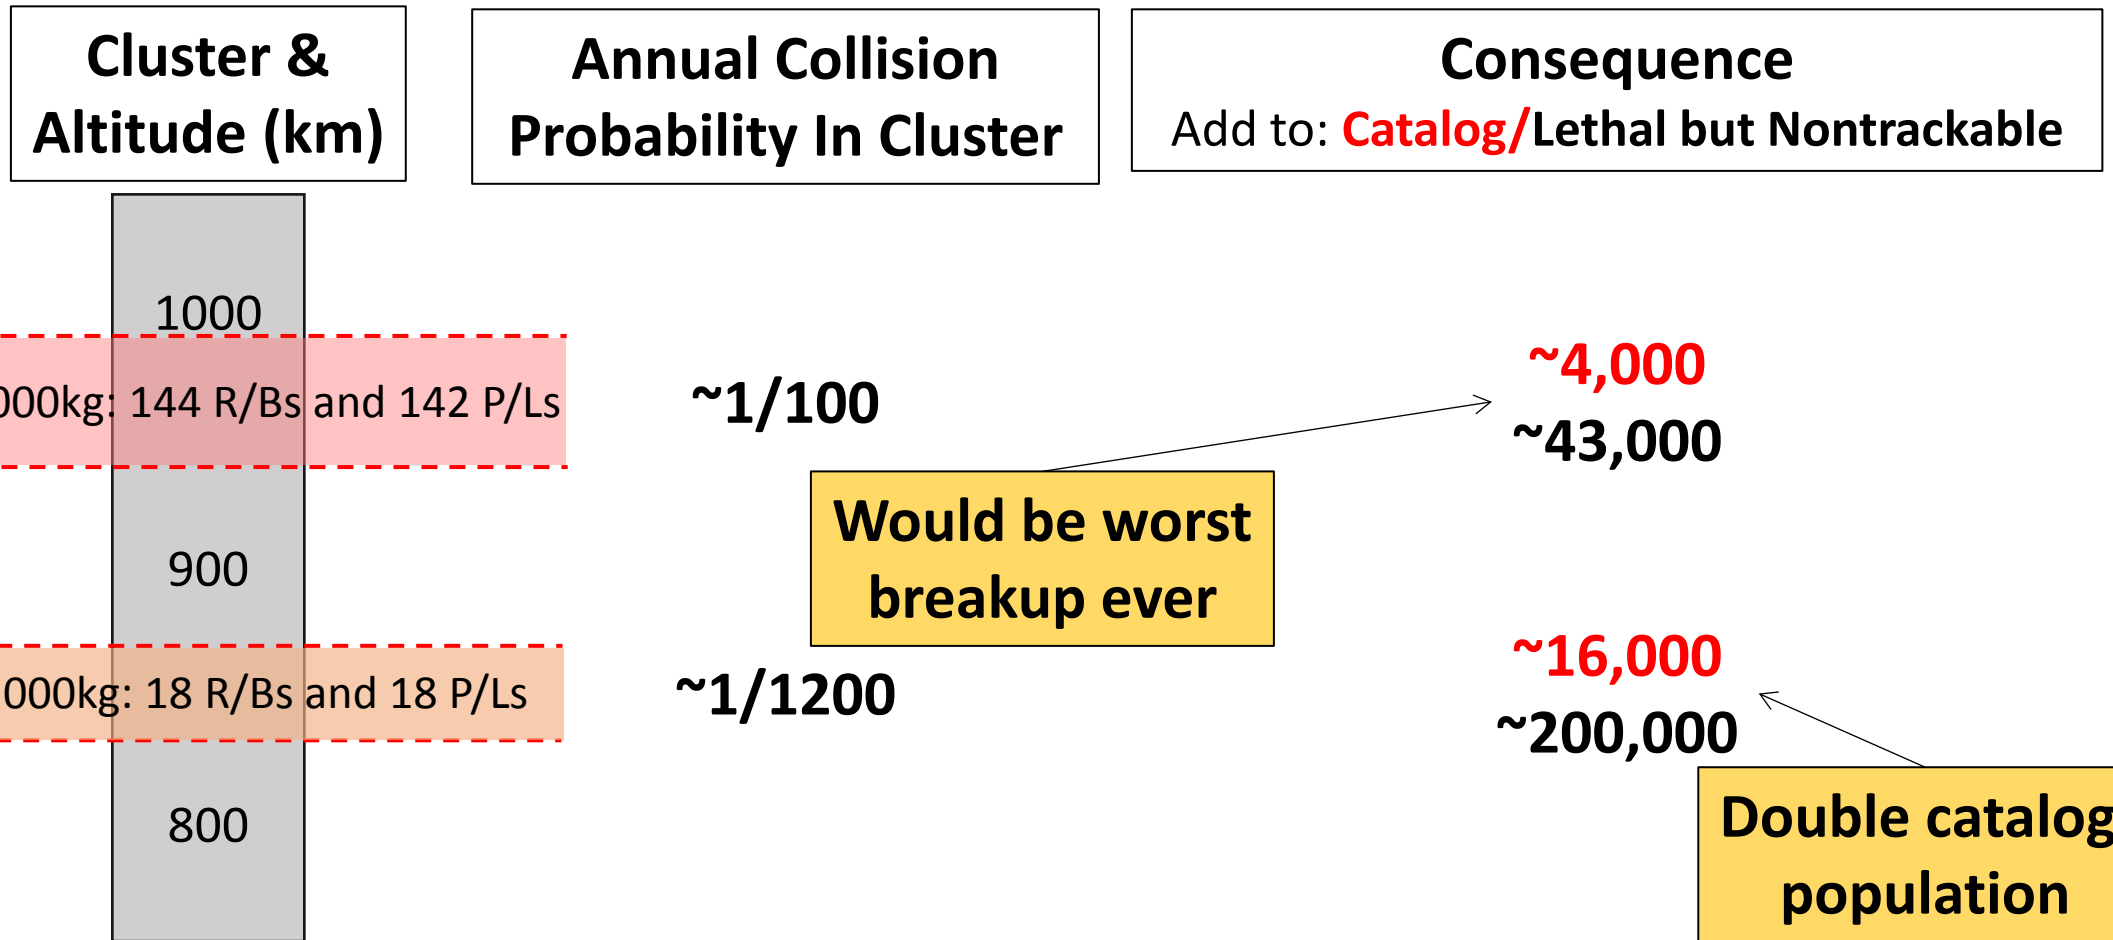 Cluster &
Altitude (km)
Annual Collision
Probability In Cluster
Consequence
Add to: Catalog/Lethal but Nontrackable
1000
000kg: 144 R/Bs and 142 P/Ls
~1/100
~4,000
~43,000
Would be worst
breakup ever
900
000kg: 18 R/Bs and 18 P/Ls
~1/1200
~16,000
~200,000
800
Double catalog
population